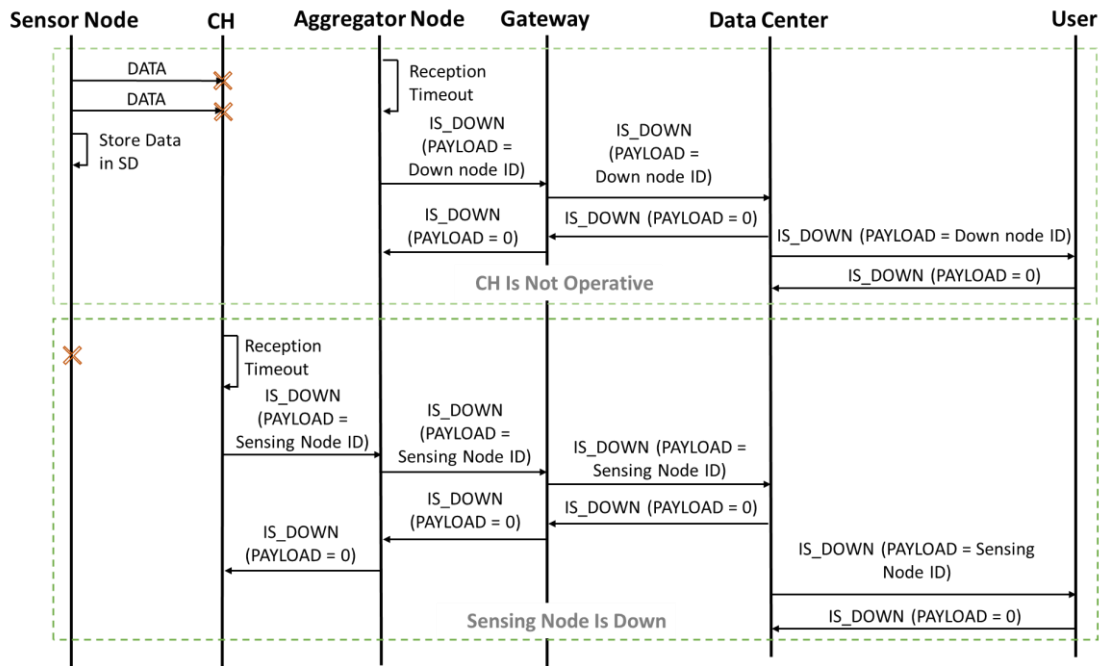 Sensor Node
CH
Aggregator Node
Gateway
Data Center
User
DATA
DATA
Store Data
in SD
Reception
Timeout
IS_DOWN
(PAYLOAD =
Down node ID)
IS_DOWN
(PAYLOAD =
Down node ID)
IS_DOWN (PAYLOAD = 0)
IS_DOWN
(PAYLOAD = 0)
IS_DOWN (PAYLOAD = Down node ID)
IS_DOWN (PAYLOAD = 0)
CH Is Not Operative
Reception
Timeout
IS_DOWN
(PAYLOAD =
Sensing Node ID)
IS_DOWN
(PAYLOAD =
Sensing Node ID)
IS_DOWN (PAYLOAD =
Sensing Node ID)
IS_DOWN (PAYLOAD = 0)
IS_DOWN
(PAYLOAD = 0)
IS_DOWN
(PAYLOAD = 0)
IS_DOWN (PAYLOAD = Sensing
Node ID)
IS_DOWN (PAYLOAD = 0)
Sensing Node Is Down